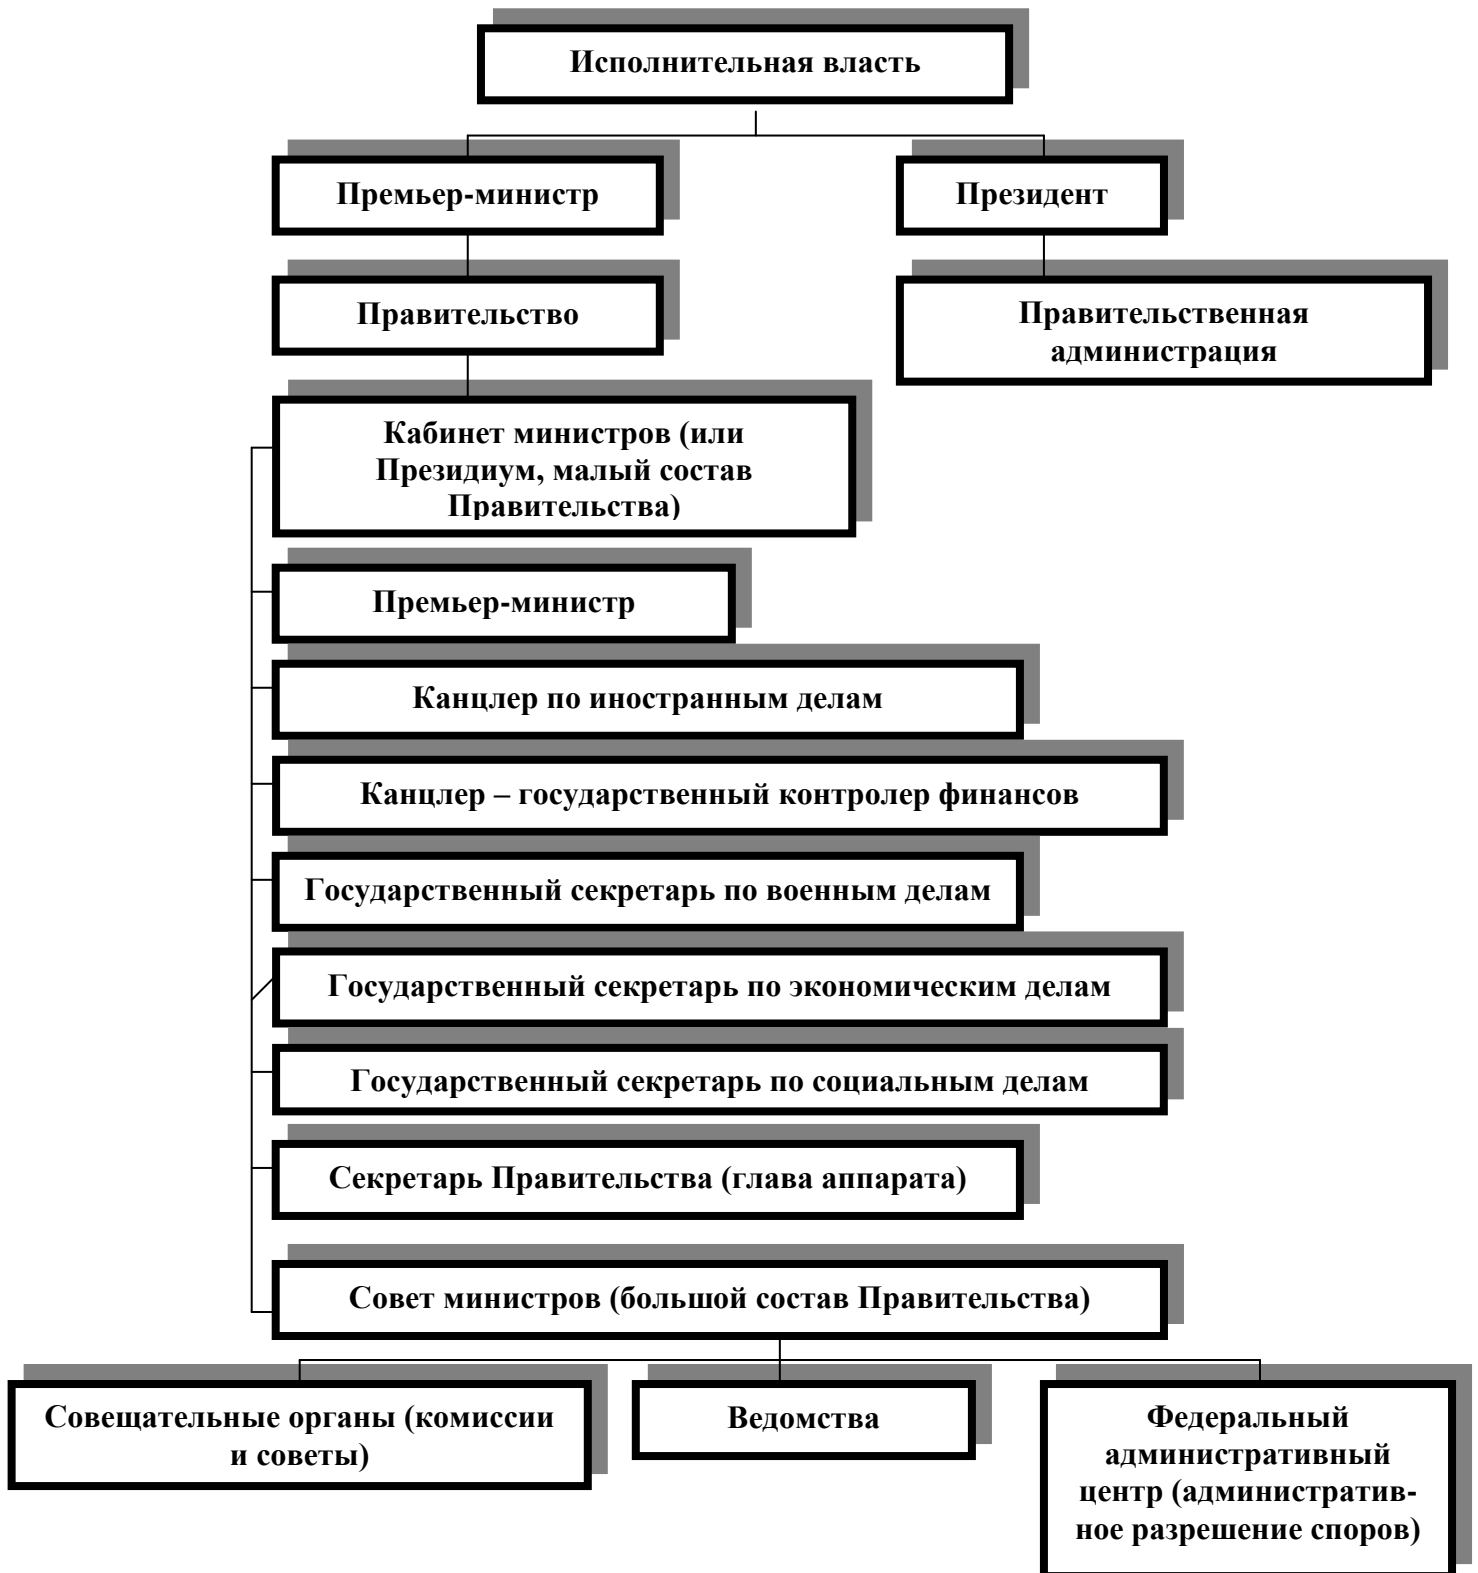 Исполнительная власть
Премьер-министр
Президент
Правительство
Правительственная
администрация
Кабинет министров (или
Президиум, малый состав
Правительства)
Премьер-министр
Канцлер по иностранным делам
Канцлер – государственный контролер финансов
Государственный секретарь по военным делам
Государственный секретарь по экономическим делам
Государственный секретарь по социальным делам
Секретарь Правительства (глава аппарата)
Совет министров (большой состав Правительства)
Совещательные органы (комиссии
и советы)
Ведомства
Федеральный
административный
центр (административ-
ное разрешение споров)